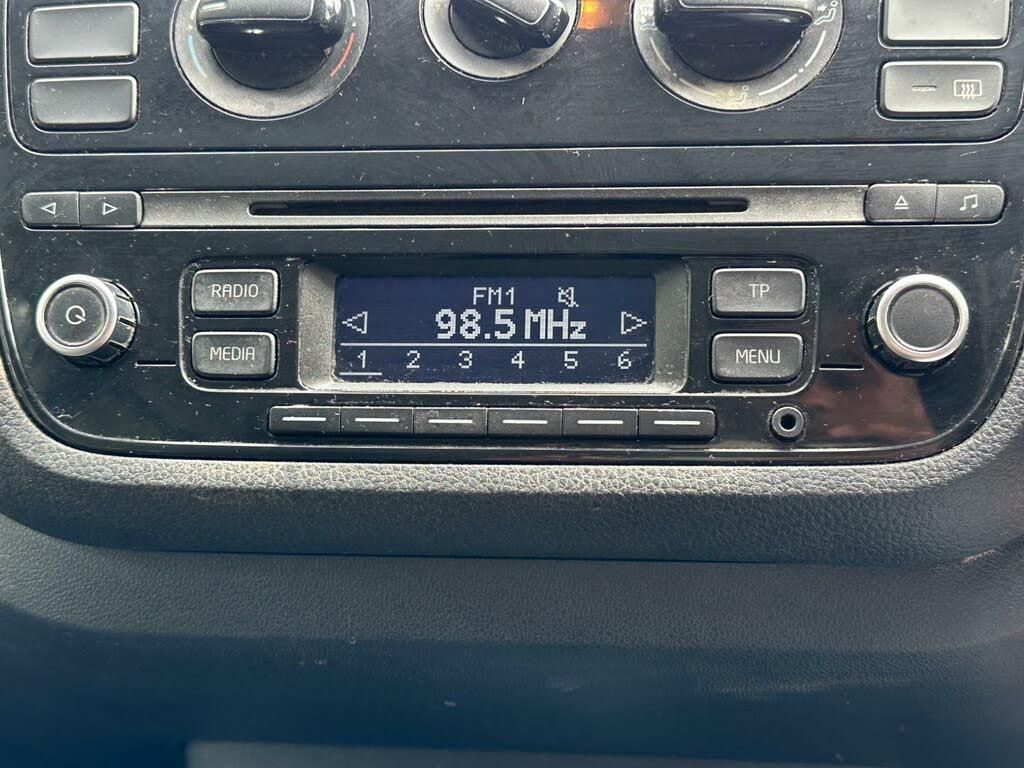 RADIO
TP
FM1
98.5 MHz
MEDIA
MENU
1 2 3 4 5 6